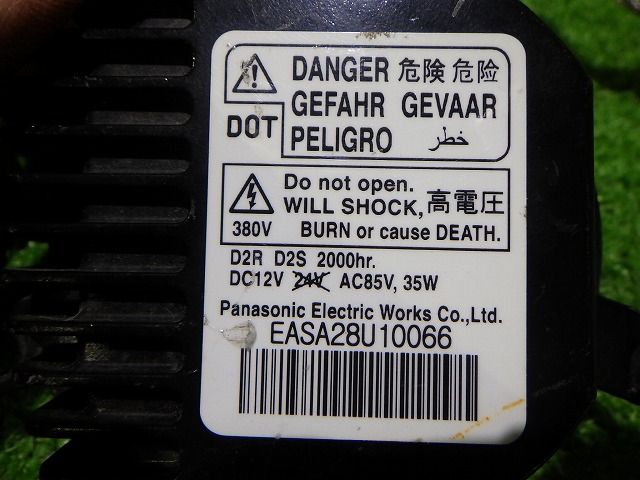 DANGER 危険 危险
GEFAHR GEVAAR
DOT PELIGRO خطر
Do not open.
WILL SHOCK, 高電圧
380V BURN or cause DEATH.
D2R D2S 2000hr.
DC12V 24V AC85V, 35W
Panasonic Electric Works Co.,Ltd.
EASA28U10066